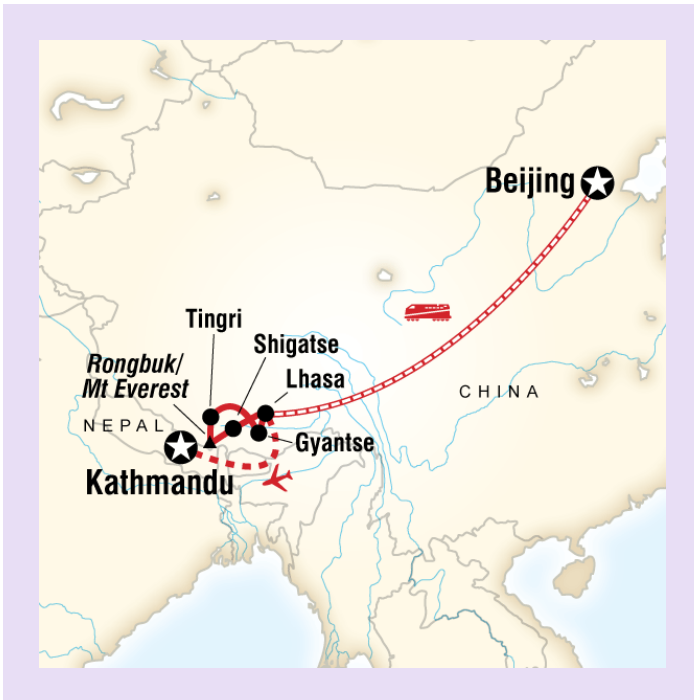 Beijing
Tingri
Shigatse
Rongbuk/
Mt Everest
Lhasa
CHINA
NEPAL
Gyantse
Kathmandu